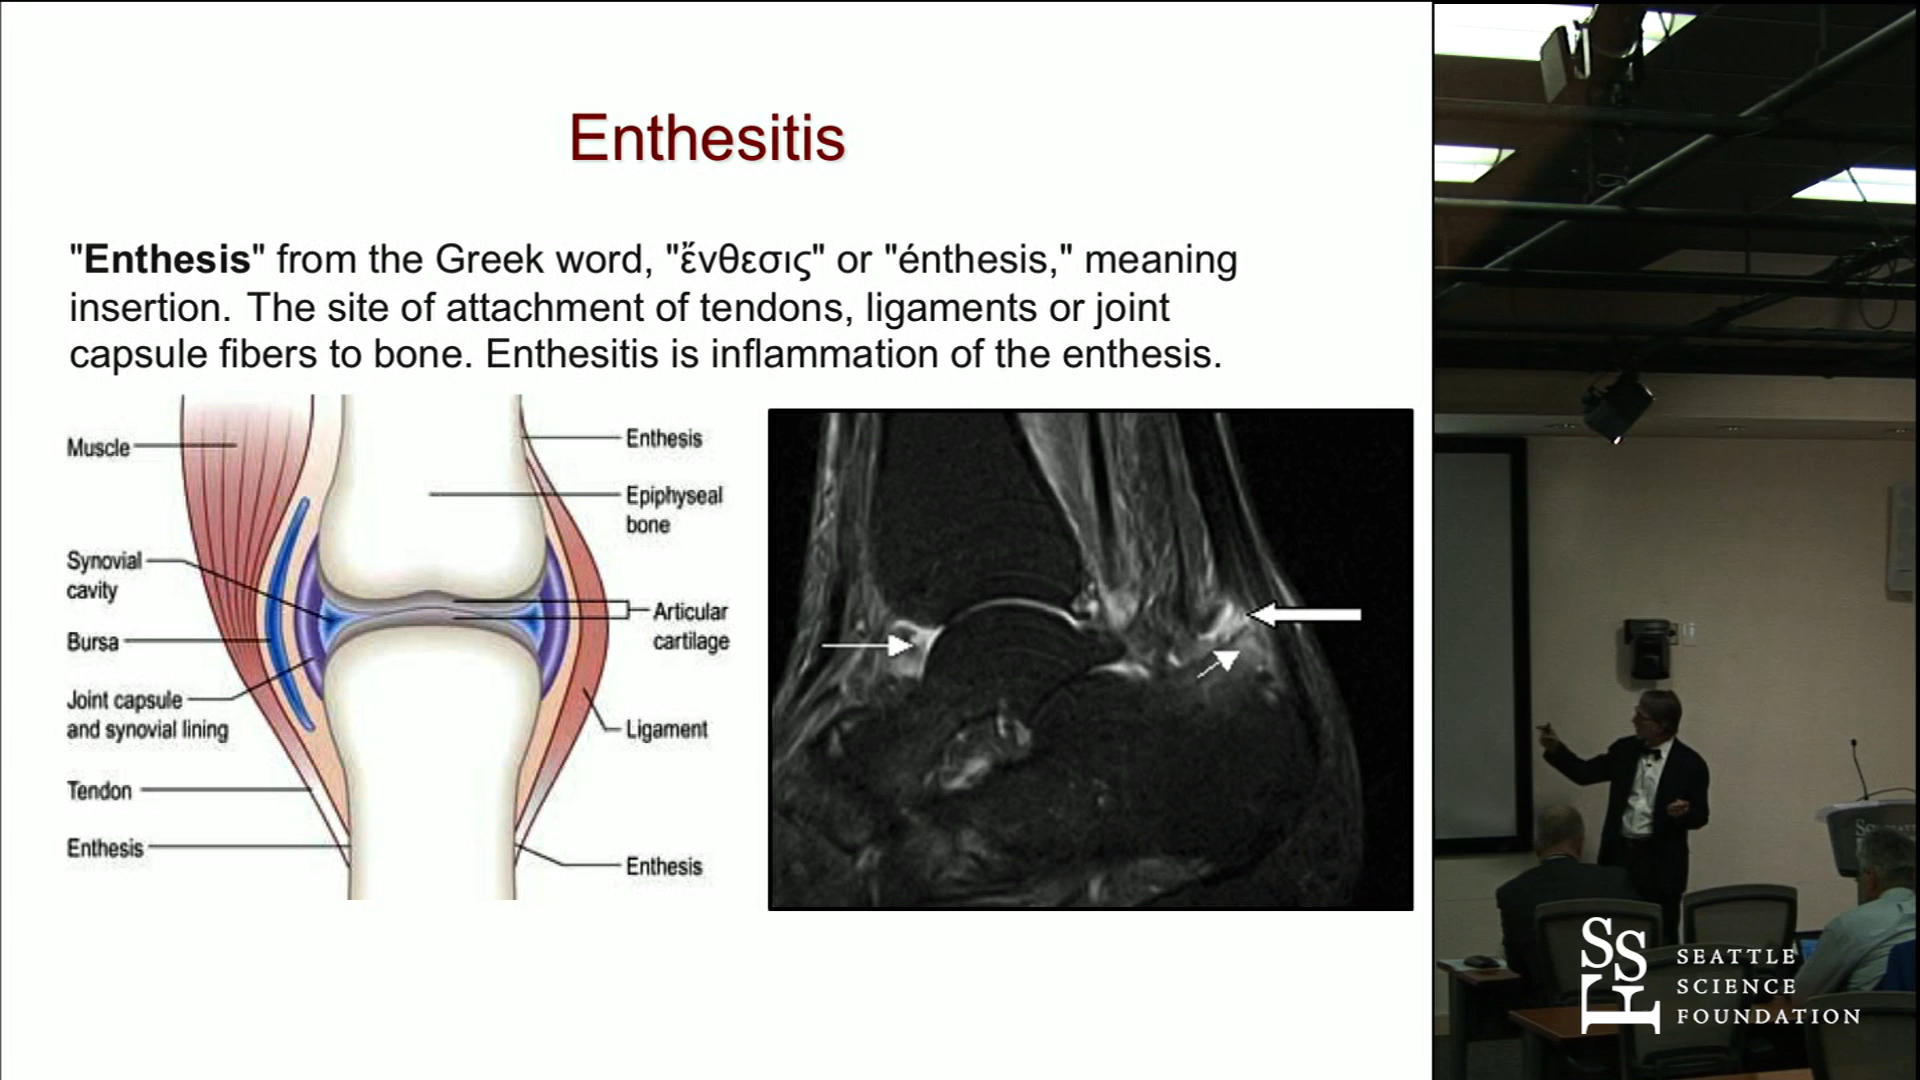 Enthesitis
"Enthesis" from the Greek word, "ἔνθεσις" or "énthesis," meaning
insertion. The site of attachment of tendons, ligaments or joint
capsule fibers to bone. Enthesitis is inflammation of the enthesis.
Muscle
Synovial
cavity
Bursa
Joint capsule
and synovial lining
Tendon
Enthesis
Enthesis
Epiphyseal
bone
Articular
cartilage
Ligament
Enthesis
SSF
SEATTLE
SCIENCE
FOUNDATION